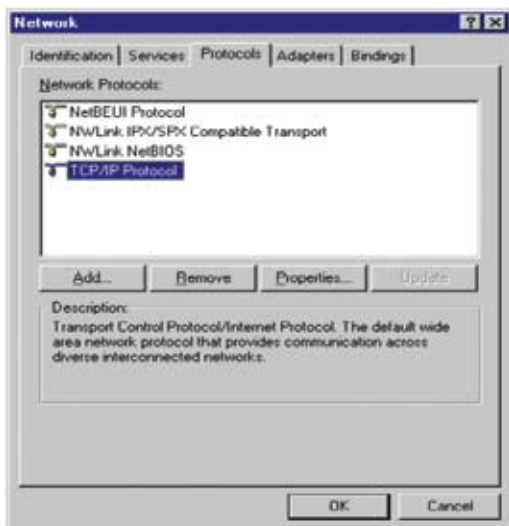 Network
Identification Services Protocols Adapters Bindings
Network Protocols:
NetBEUI Protocol
NWLink IPX/SPX Compatible Transport
NWLink NetBIOS
TCP/IP Protocol
Add... Remove Properties... Update
Description:
Transport Control Protocol/Internet Protocol. The default wide
area network protocol that provides communication across
diverse interconnected networks.
OK Cancel